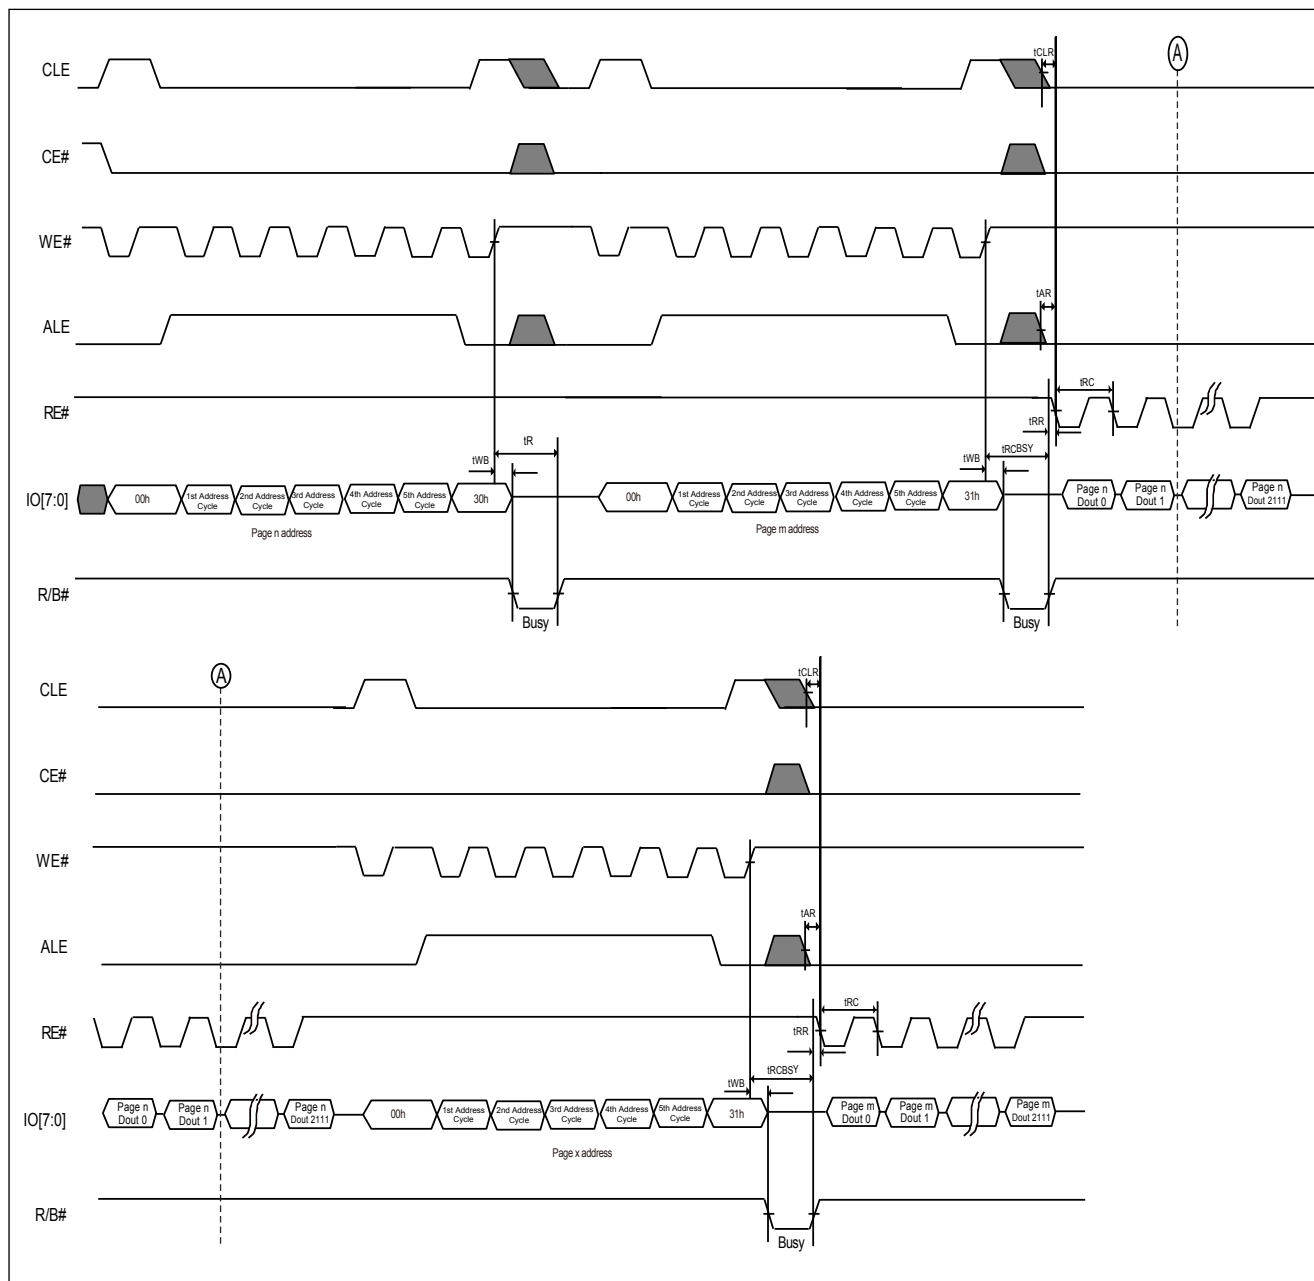 tCLR
A
CLE
CE#
WE#
tAR
ALE
tRC
RE#
tRR
tR
tRCBSY
tWB
tWB
IO[7:0]
00h
1st Address Cycle
2nd Address Cycle
3rd Address Cycle
4th Address Cycle
5th Address Cycle
30h
00h
1st Address Cycle
2nd Address Cycle
3rd Address Cycle
4th Address Cycle
5th Address Cycle
31h
Page n Dout 0
Page n Dout 1
Page n Dout 2111
Page n address
Page m address
R/B#
Busy
Busy
A
tCLR
CLE
CE#
WE#
tAR
ALE
tRC
RE#
tRR
tRCBSY
tWB
IO[7:0]
Page n Dout 0
Page n Dout 1
Page n Dout 2111
00h
1st Address Cycle
2nd Address Cycle
3rd Address Cycle
4th Address Cycle
5th Address Cycle
31h
Page m Dout 0
Page m Dout 1
Page m Dout 2111
Page x address
R/B#
Busy